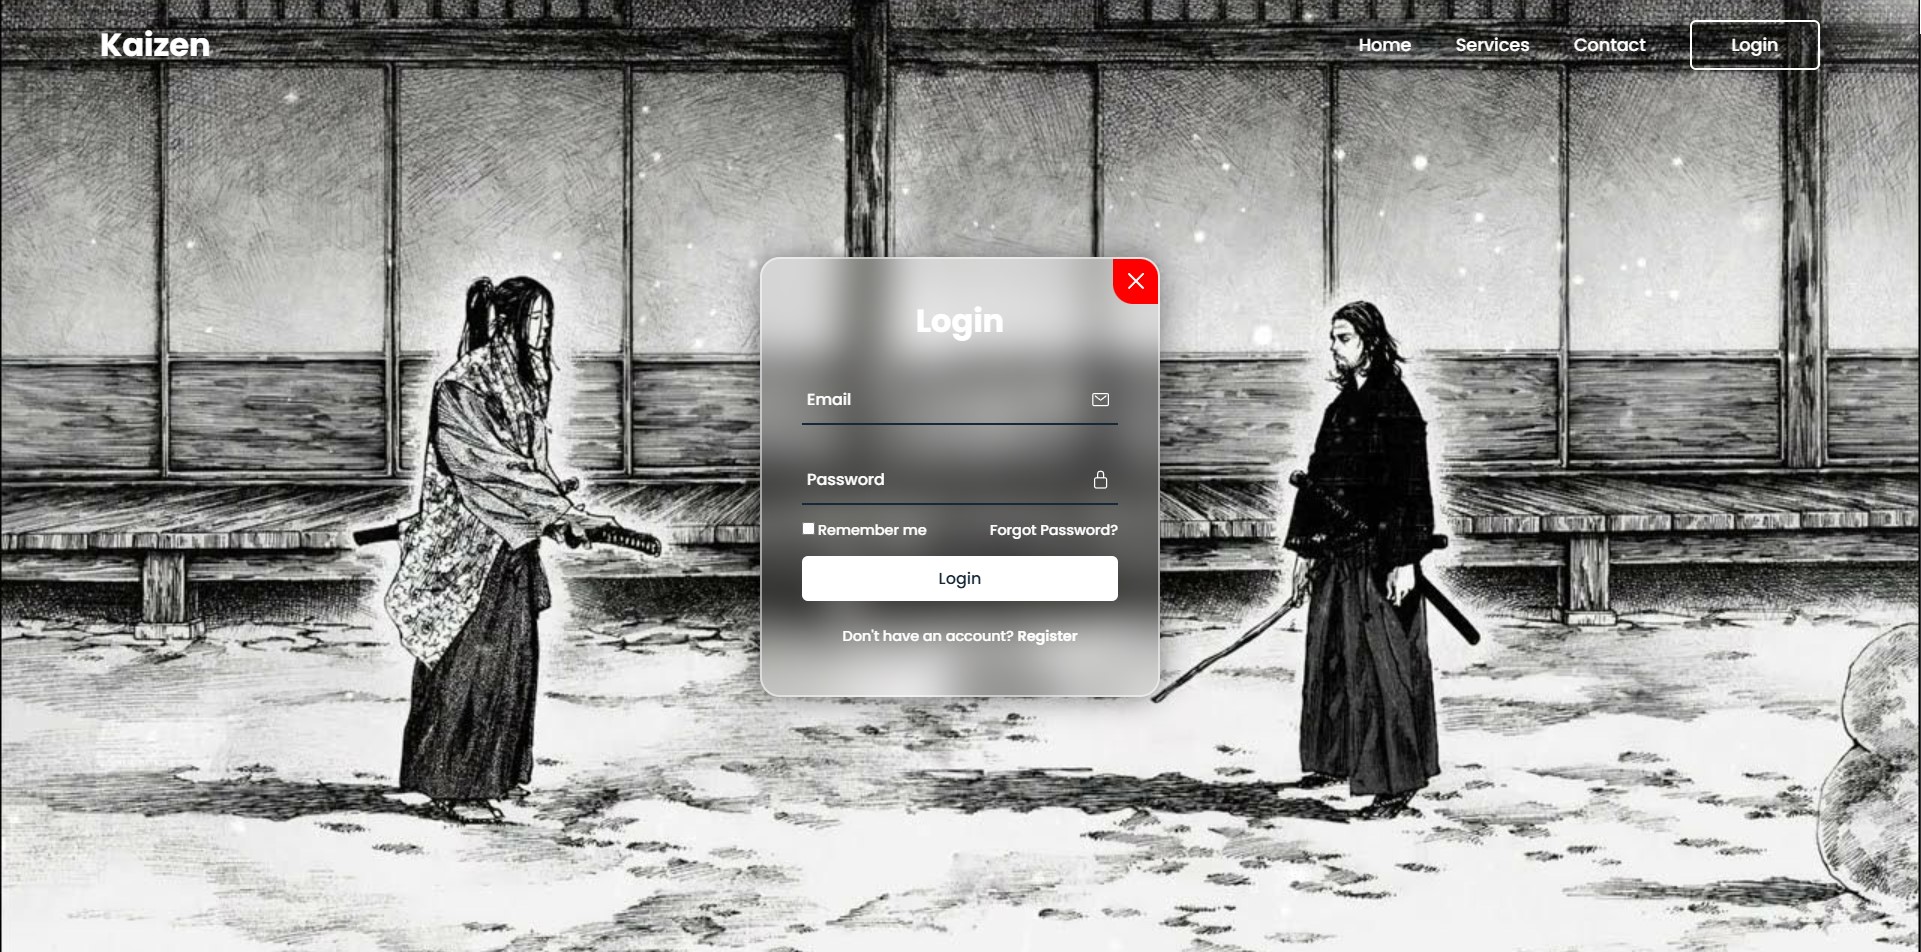 Kaizen
Home Services Contact Login
Login
Email
Password
Remember me Forgot Password?
Login
Don't have an account? Register